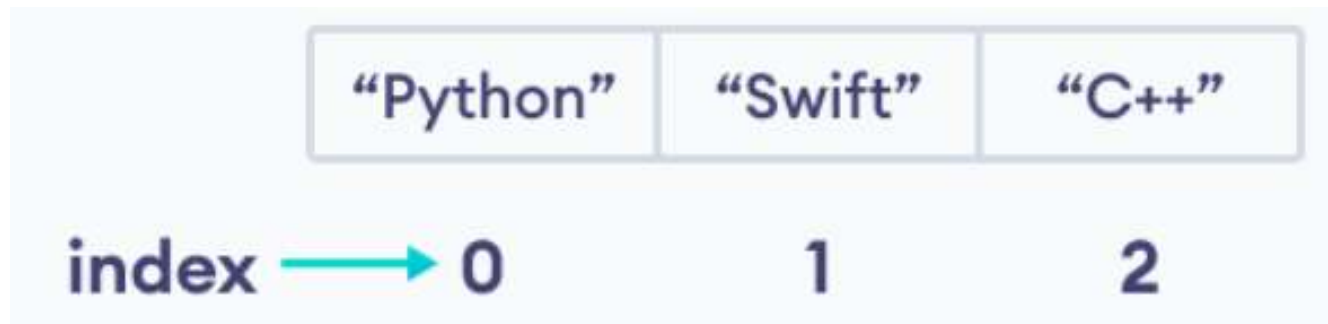 “Python” “Swift” “C++”
index 0 1 2